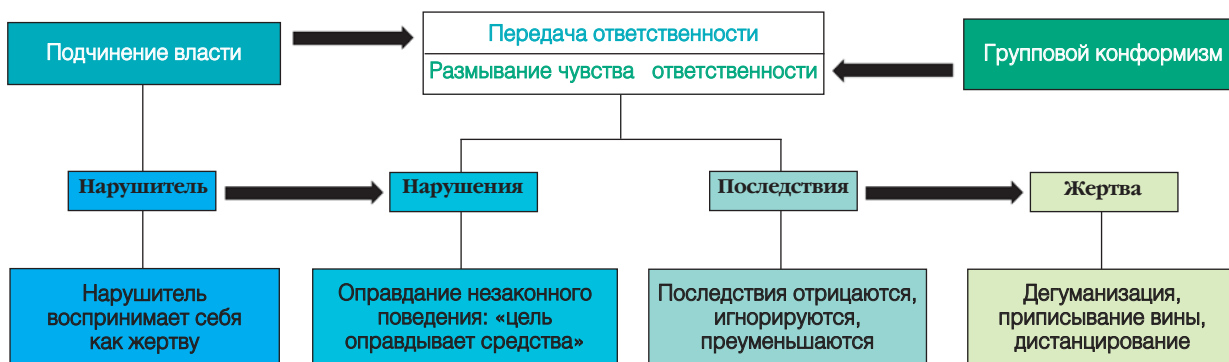 Подчинение власти
Передача ответственности
Размывание чувства ответственности
Групповой конформизм
Нарушитель
Нарушения
Последствия
Жертва
Нарушитель
воспринимает себя
как жертву
Оправдание незаконного
поведения: «цель
оправдывает средства»
Последствия отрицаются,
игнорируются,
преуменьшаются
Дегуманизация,
приписывание вины,
дистанцирование